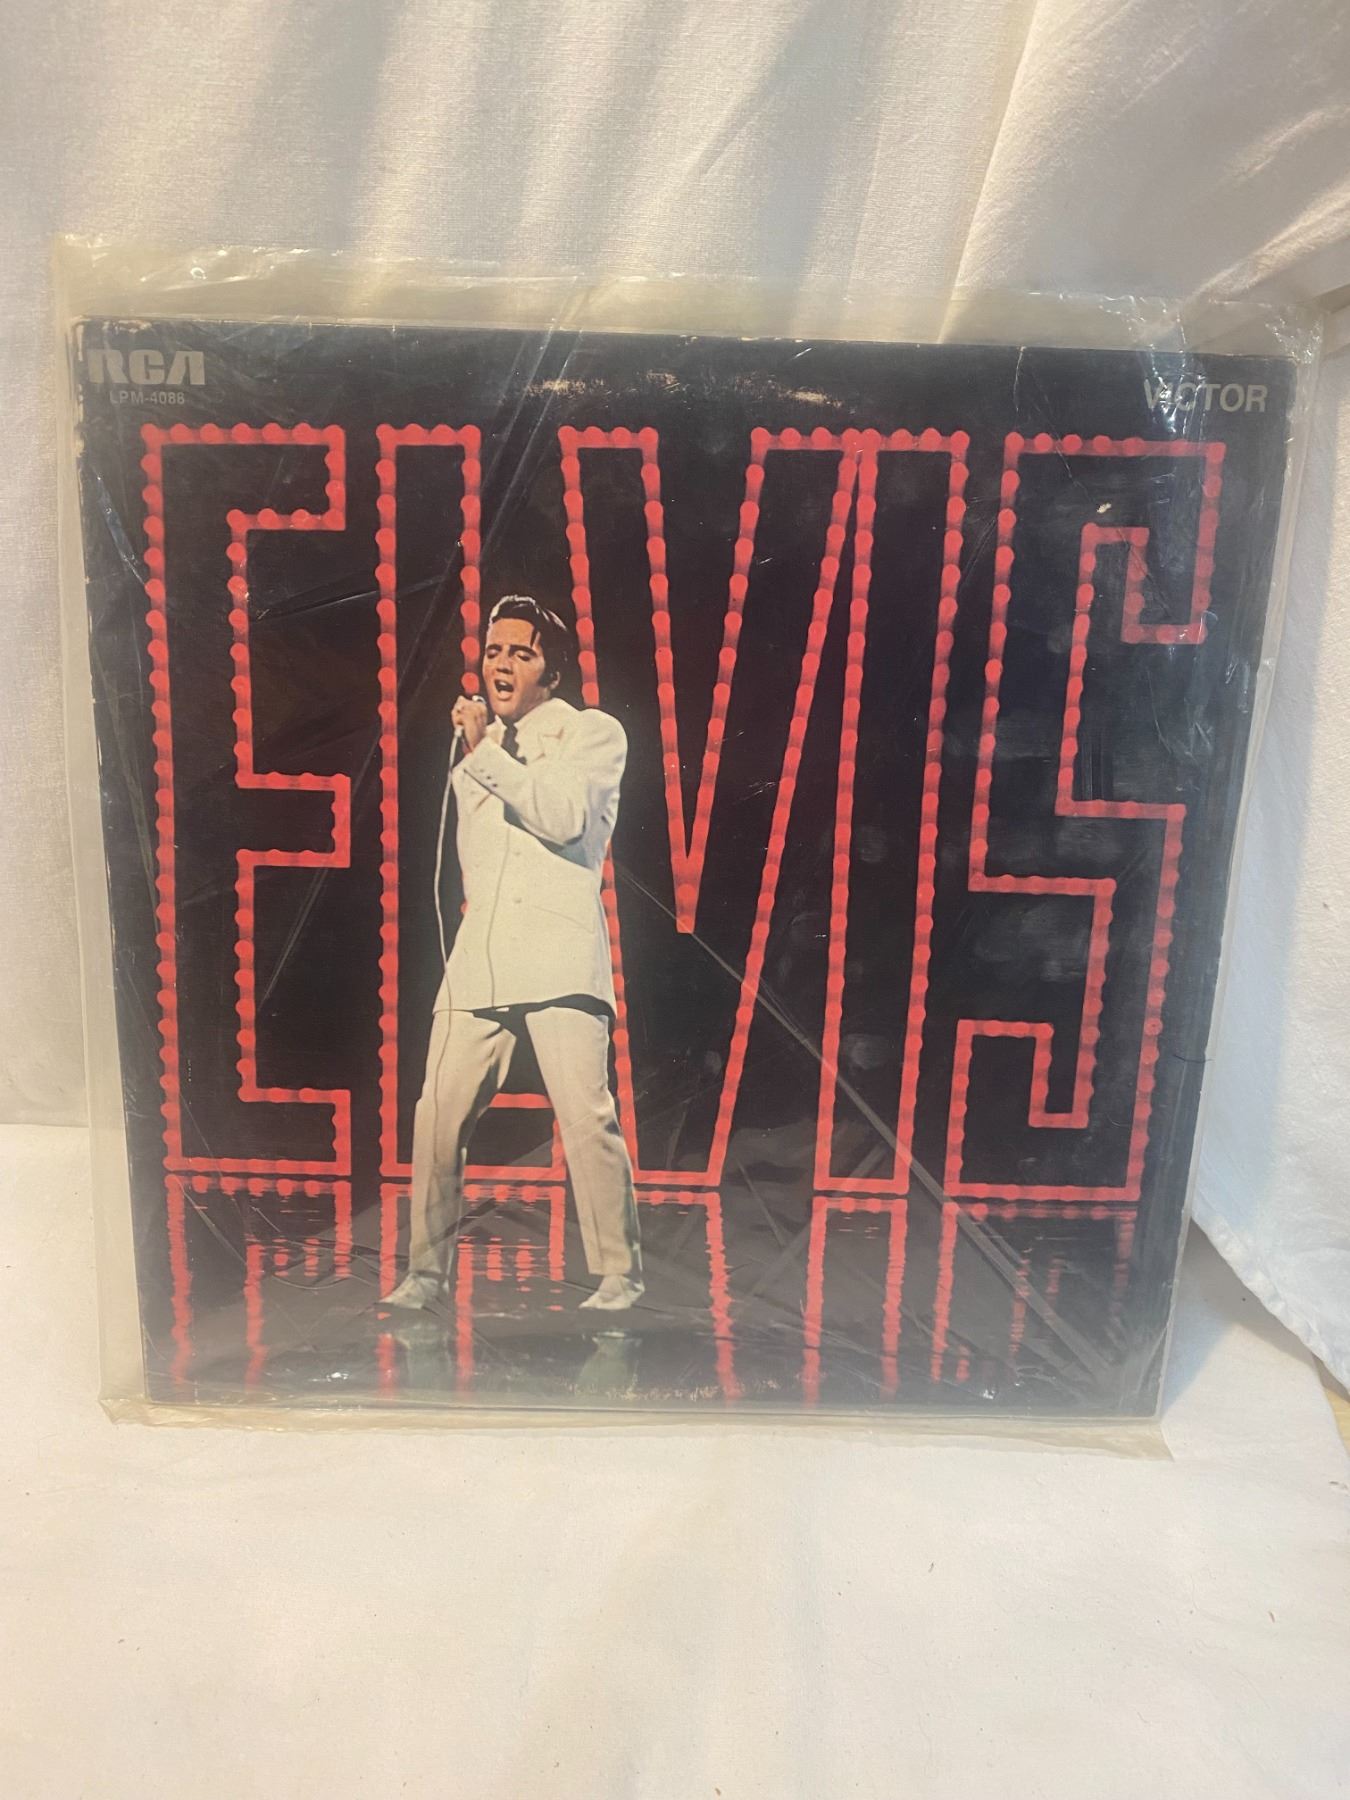 RCA
LPM-4088
VICTOR
ELVIS